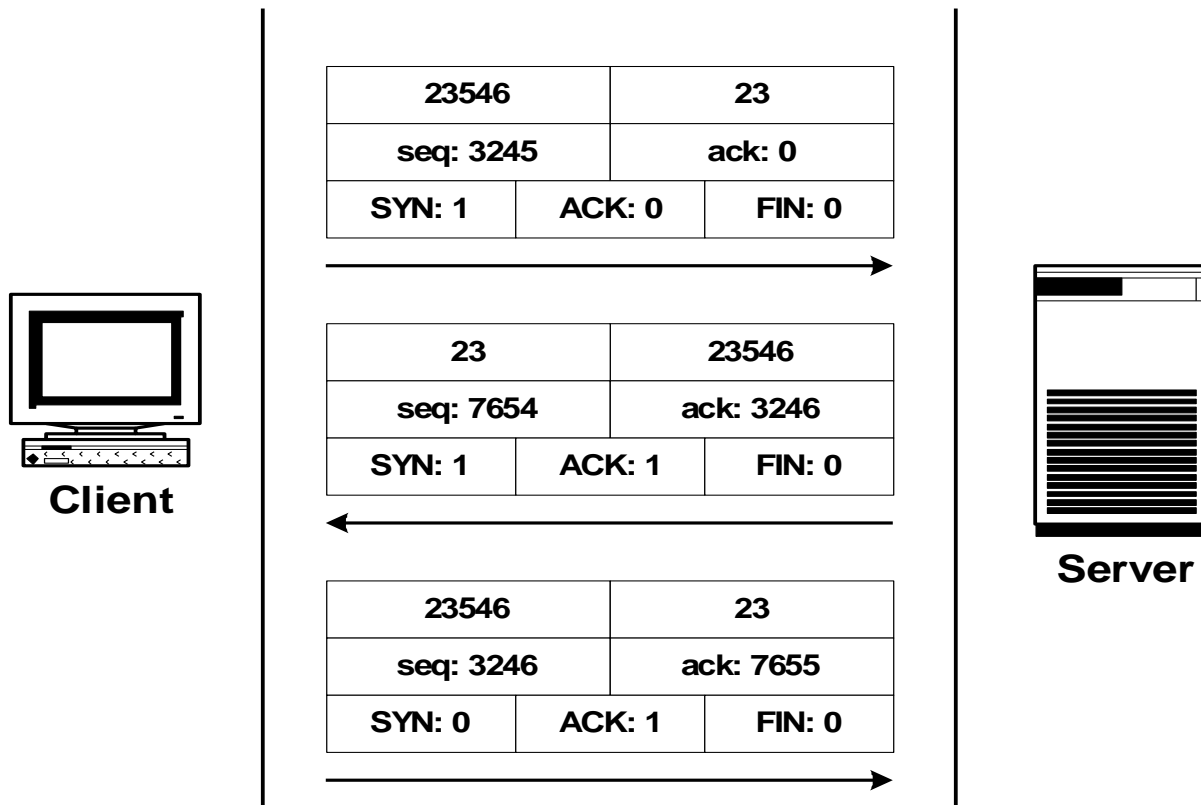 23546 23
seq: 3245 ack: 0
SYN: 1 ACK: 0 FIN: 0
23 23546
seq: 7654 ack: 3246
SYN: 1 ACK: 1 FIN: 0
Client
Server
23546 23
seq: 3246 ack: 7655
SYN: 0 ACK: 1 FIN: 0